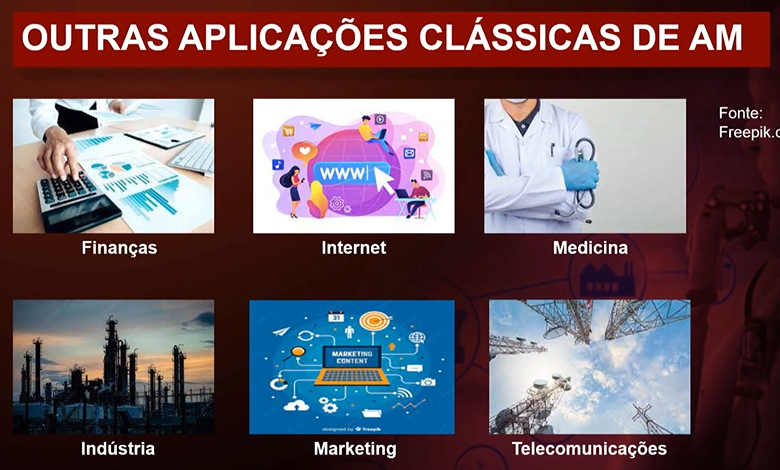 OUTRAS APLICAÇÕES CLÁSSICAS DE AM
Fonte:
Freepik.c
WWW
Finanças
Internet
Medicina
31
MARKETING
CONTENT
designed by freepik
Indústria
Marketing
Telecomunicações